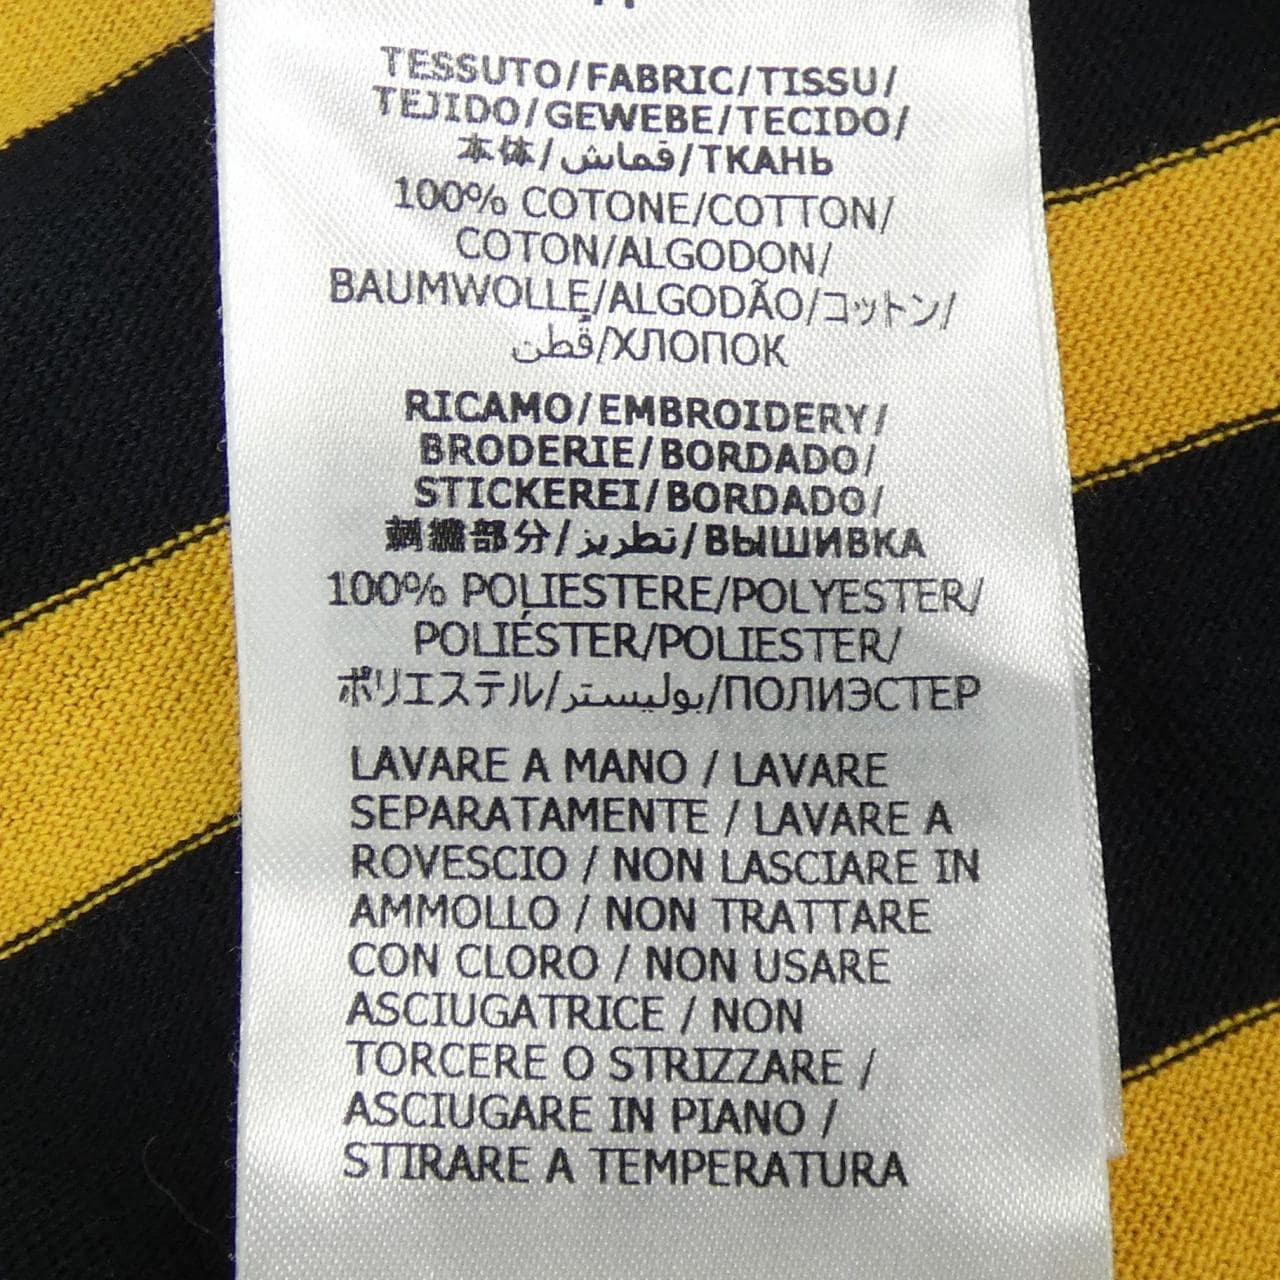 TESSUTO/FABRIC/TISSU/
TEJIDO/GEWEBE/TECIDO/
本体/قماش/ТКАНЬ
100% COTONE/COTTON/
COTON/ALGODON/
BAUMWOLLE/ALGODÃO/コットン/
قُطن/ХЛОПОК
RICAMO/EMBROIDERY/
BRODERIE/BORDADO/
STICKEREI/BORDADO/
刺繍部分/تطريز/ВЫШИВКА
100% POLIESTERE/POLYESTER/
POLIÉSTER/POLIESTER/
ポリエステル/بوليستر/ПОЛИЭСТЕР
LAVARE A MANO / LAVARE
SEPARATAMENTE / LAVARE A
ROVESCIO / NON LASCIARE IN
AMMOLLO / NON TRATTARE
CON CLORO / NON USARE
ASCIUGATRICE / NON
TORCERE O STRIZZARE /
ASCIUGARE IN PIANO /
STIRARE A TEMPERATURA